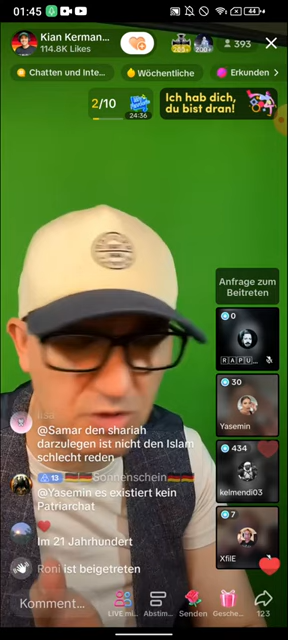 01:45
44
Kian Kerman...
114.8K Likes
200+
393
Chatten und Inte...
Wöchentliche
Erkunden
2/10
24:36
Ich hab dich,
du bist dran!
Anfrage zum
Beitreten
0
30
Yasemin
434
kelmendi03
7
XfilE
@Samar den shariah
darzulegen ist nicht den Islam
schlecht reden
13
Sonnenschein
@Yasemin es existiert kein
Patriarchat
Im 21 Jahrhundert
Roni ist beigetreten
Komment...
LIVE mi...
Abstim...
Senden
Gesche...
123